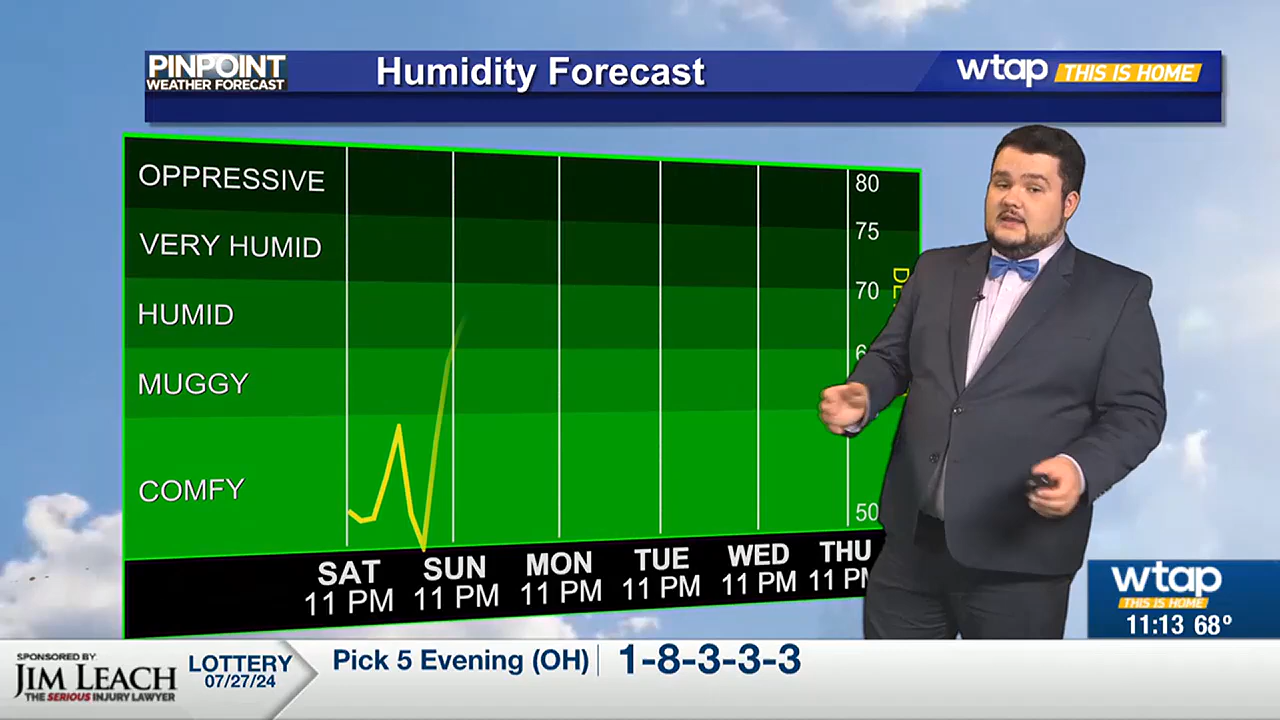 PINPOINT
WEATHER FORECAST
Humidity Forecast
wtap THIS IS HOME
OPPRESSIVE
VERY HUMID
HUMID
MUGGY
COMFY
80
75
70
50
SAT SUN MON TUE WED THU
11 PM 11 PM 11 PM 11 PM 11 PM 11 PM
wtap
THIS IS HOME
11:13 68°
SPONSORED BY:
JIM LEACH
THE SERIOUS INJURY LAWYER
LOTTERY
07/27/24
Pick 5 Evening (OH) 1-8-3-3-3